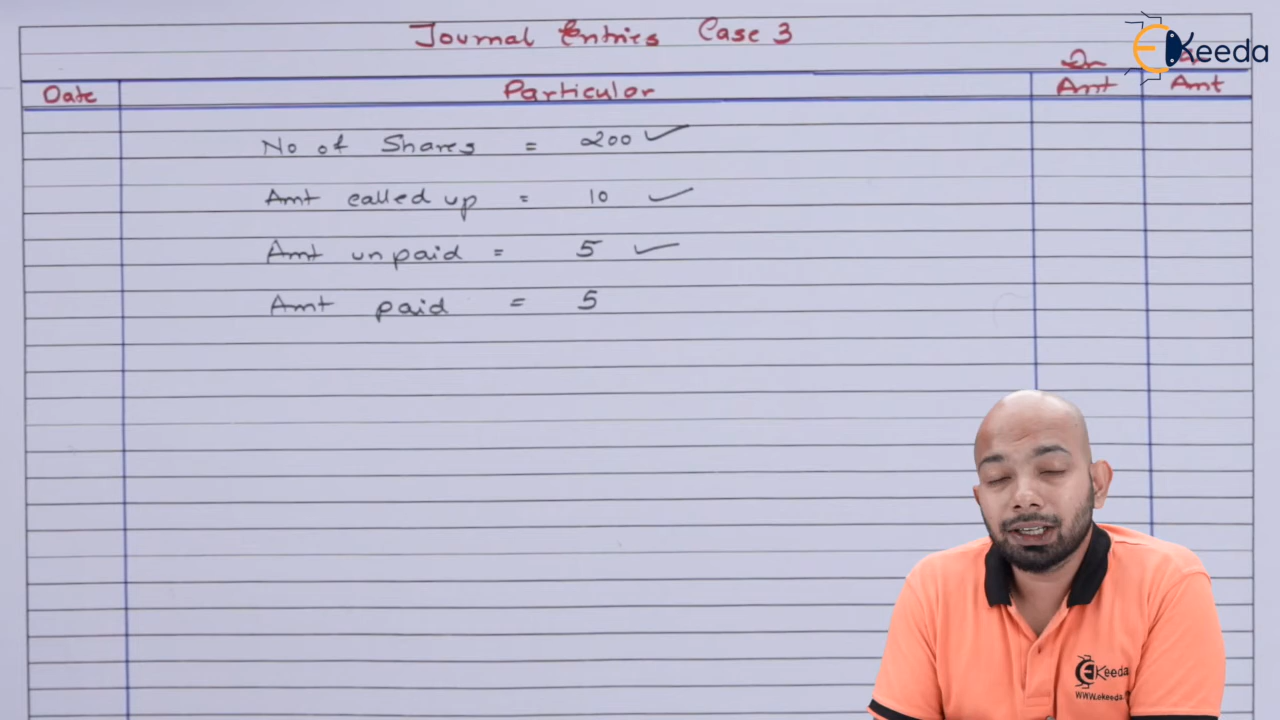 Journal Entries Case 3
Ekeeda
Dr
Date Particular Amt Amt
No of Shares = 200
Amt called up = 10
Amt unpaid = 5
Amt paid = 5
Ekeeda
www.ekeeda.